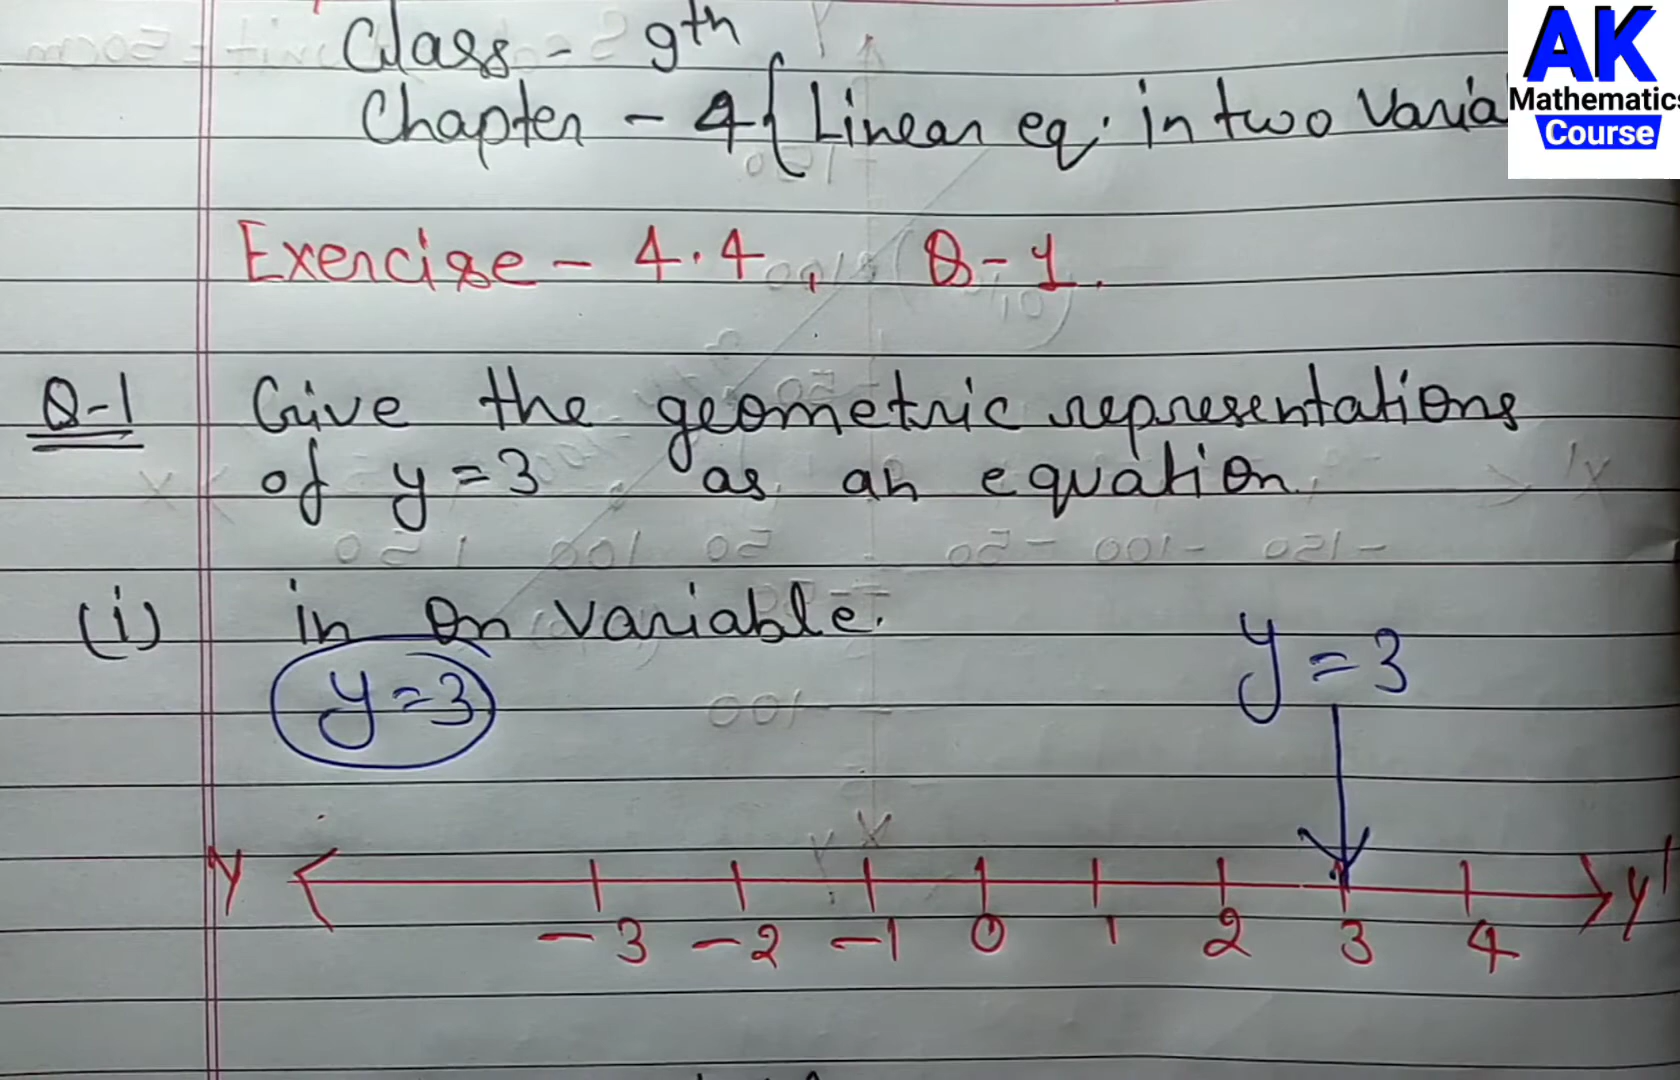 Class - 9th
Chapter - 4 { Linear eq. in two Varia
AK
Mathematics
Course
Exercise - 4.4, Q-1.
Q-1 Give the geometric representations
of y=3 as an equation.
(i) in on variable.
y=3
y=3
Y -3 -2 -1 0 1 2 3 4 y'